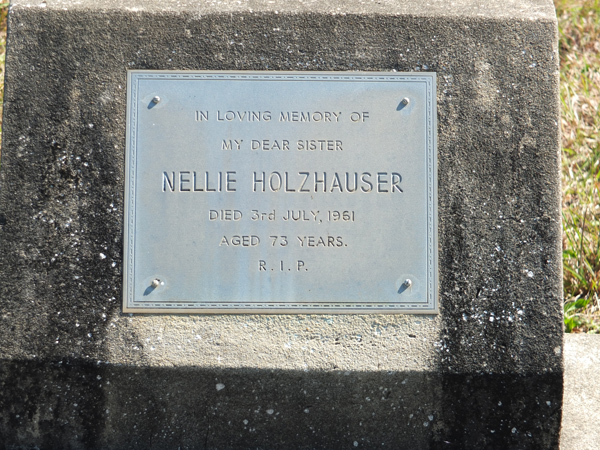 IN LOVING MEMORY OF
MY DEAR SISTER
NELLIE HOLZHAUSER
DIED 3rd JULY, 1961
AGED 73 YEARS.
R. I. P.